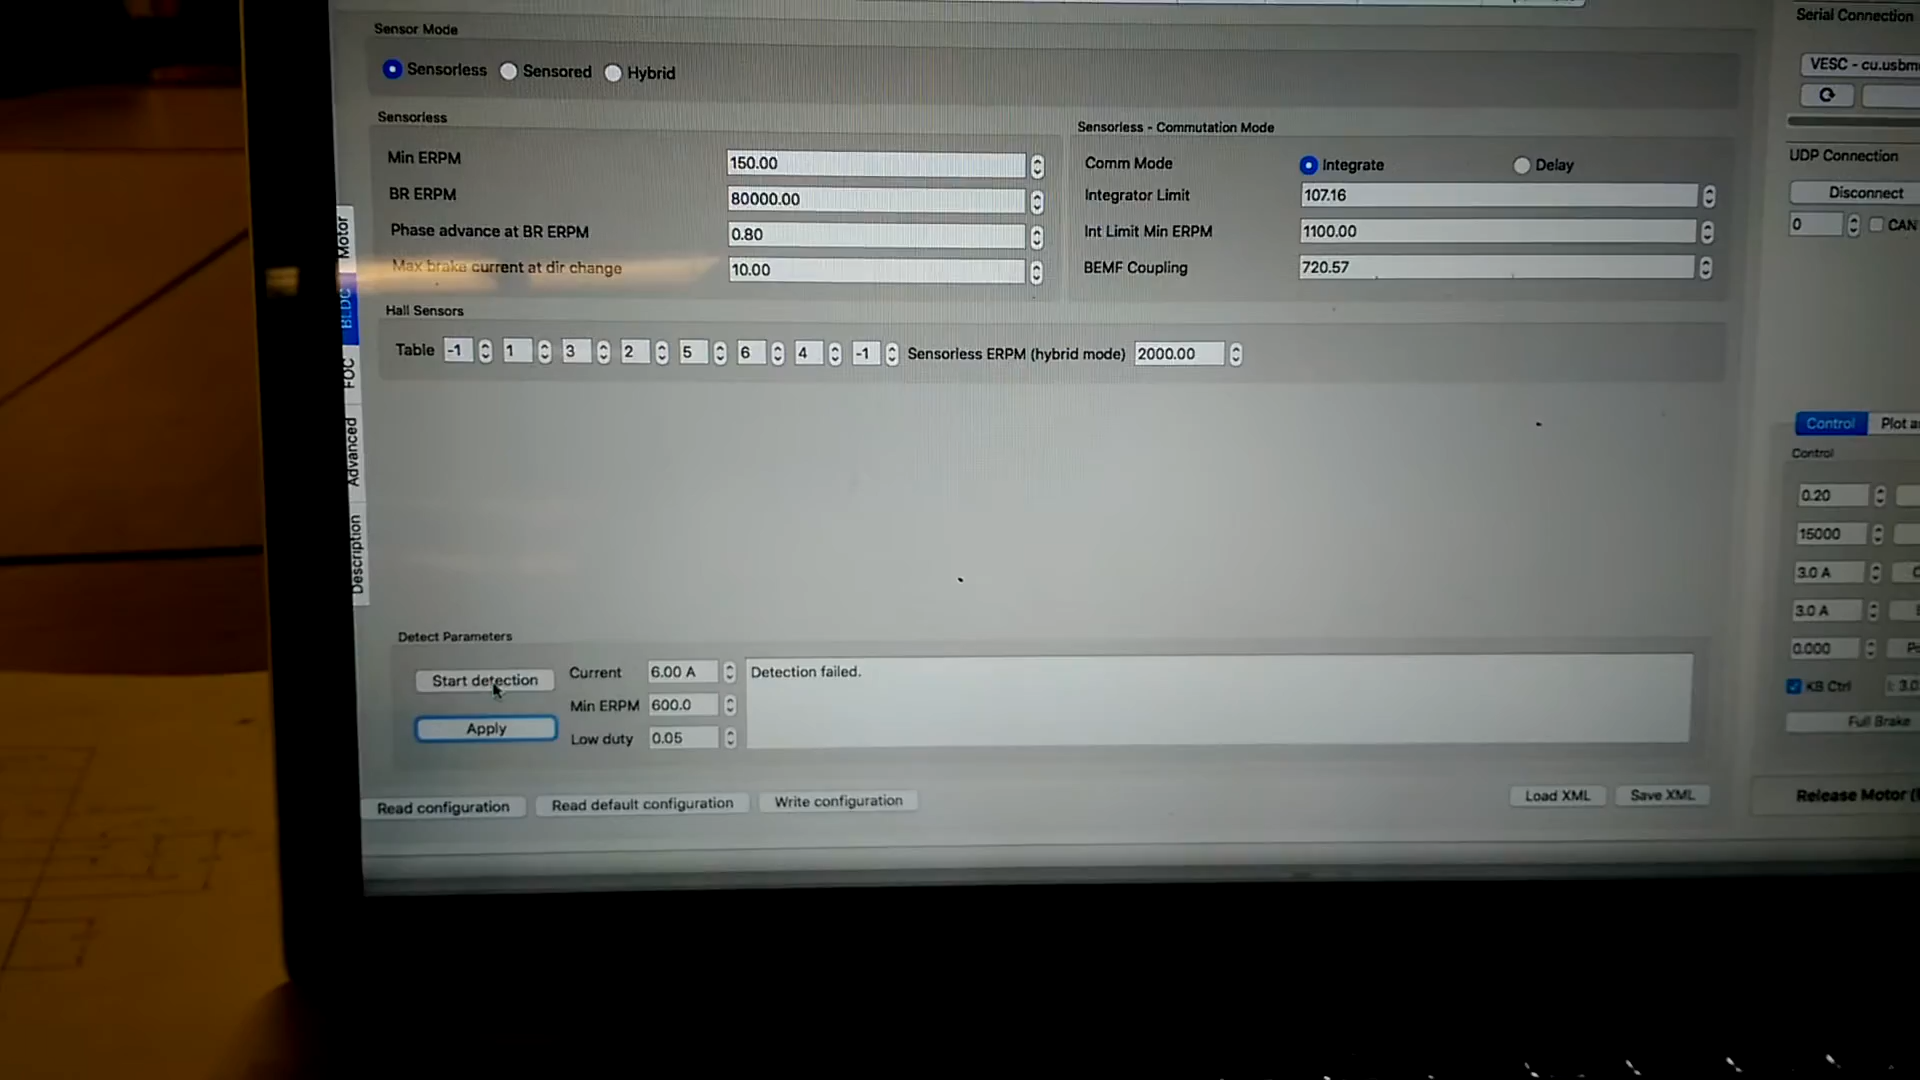 Sensor Mode
Sensorless Sensored Hybrid
Sensorless
Min ERPM 150.00
BR ERPM 80000.00
Phase advance at BR ERPM 0.80
Max brake current at dir change 10.00
Sensorless - Commutation Mode
Comm Mode Integrate Delay
Integrator Limit 107.16
Int Limit Min ERPM 1100.00
BEMF Coupling 720.57
Hall Sensors
Table -1 1 3 2 5 6 4 -1 Sensorless ERPM (hybrid mode) 2000.00
Motor
BLDC
FOC
Advanced
Description
Detect Parameters
Start detection
Apply
Current 6.00 A
Min ERPM 600.0
Low duty 0.05
Detection failed.
Read configuration Read default configuration Write configuration
Load XML Save XML
Serial Connection
VESC - cu.usbm
UDP Connection
Disconnect
0 CAN
Control Plot a
Control
0.20
15000
3.0 A
3.0 A
0.000
KB Ctrl 3.0
Full Brake
Release Motor